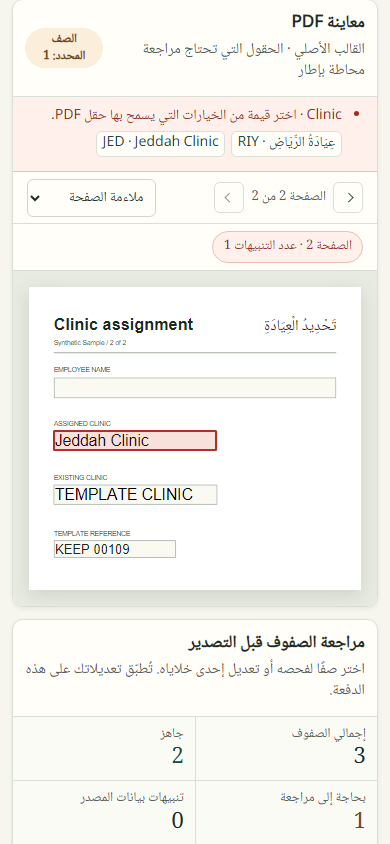 معاينة PDF
القالب الأصلي · الحقول التي تحتاج مراجعة
محاطة بإطار
الصف
المحدد: 1
Clinic · اختر قيمة من الخيارات التي يسمح بها حقل PDF.
RIY · عِيَادَةُ الرِّيَاضِ
JED · Jeddah Clinic
الصفحة 2 من 2
ملاءمة الصفحة
الصفحة 2 · عدد التنبيهات 1
Clinic assignment
تَحْدِيدُ الْعِيَادَةِ
Synthetic Sample / 2 of 2
EMPLOYEE NAME
ASSIGNED CLINIC
Jeddah Clinic
EXISTING CLINIC
TEMPLATE CLINIC
TEMPLATE REFERENCE
KEEP 00109
مراجعة الصفوف قبل التصدير
اختر صفًا لفحصه أو تعديل إحدى خلاياه. تُطبَّق تعديلاتك على هذه
الدفعة.
إجمالي الصفوف
3
جاهز
2
بحاجة إلى مراجعة
1
تنبيهات بيانات المصدر
0